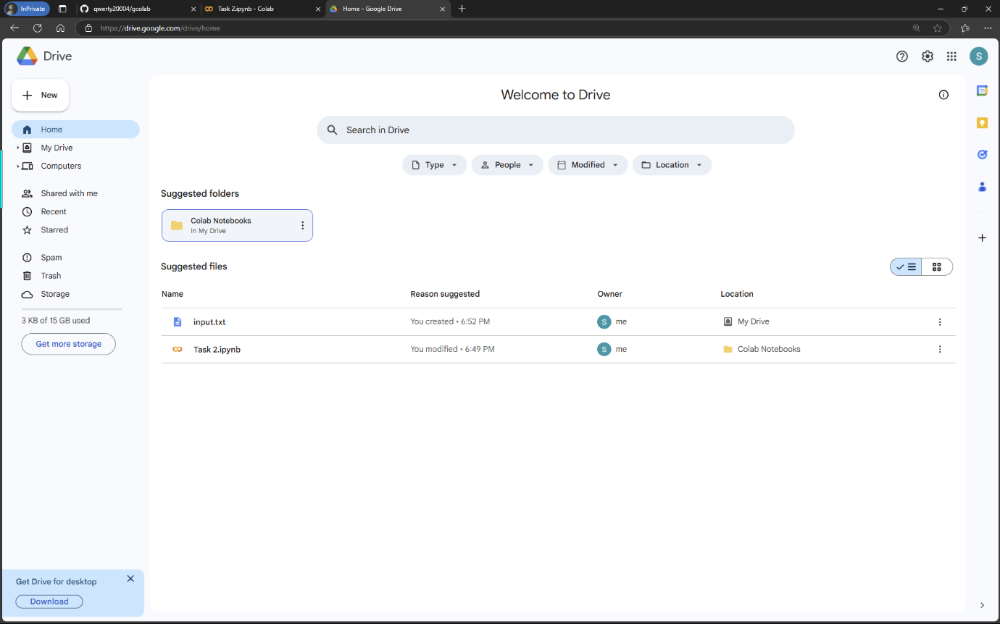 InPrivate
qwerty20004/gcolab
Task 2.ipynb - Colab
Home - Google Drive
https://drive.google.com/drive/home
Drive
S
New
Welcome to Drive
31
Home
Search in Drive
My Drive
Computers
Type
People
Modified
Location
Shared with me
Suggested folders
Recent
Colab Notebooks
In My Drive
Starred
Spam
Suggested files
Trash
Storage
Name
Reason suggested
Owner
Location
3 KB of 15 GB used
input.txt
You created • 6:52 PM
S
me
My Drive
Get more storage
Task 2.ipynb
You modified • 6:49 PM
S
me
Colab Notebooks
Get Drive for desktop
Download